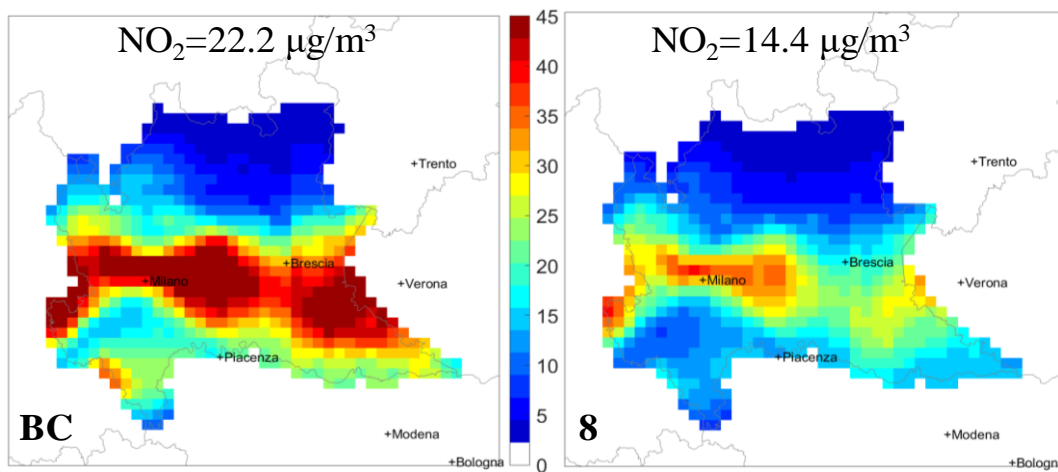 NO₂=22.2 μg/m³
+Trento
+Brescia
+Milano
+Verona
+Piacenza
BC
+Modena
+Bologna
45
40
35
30
25
20
15
10
5
0
NO₂=14.4 μg/m³
+Trento
+Brescia
+Milano
+Verona
+Piacenza
8
+Modena
+Bologna